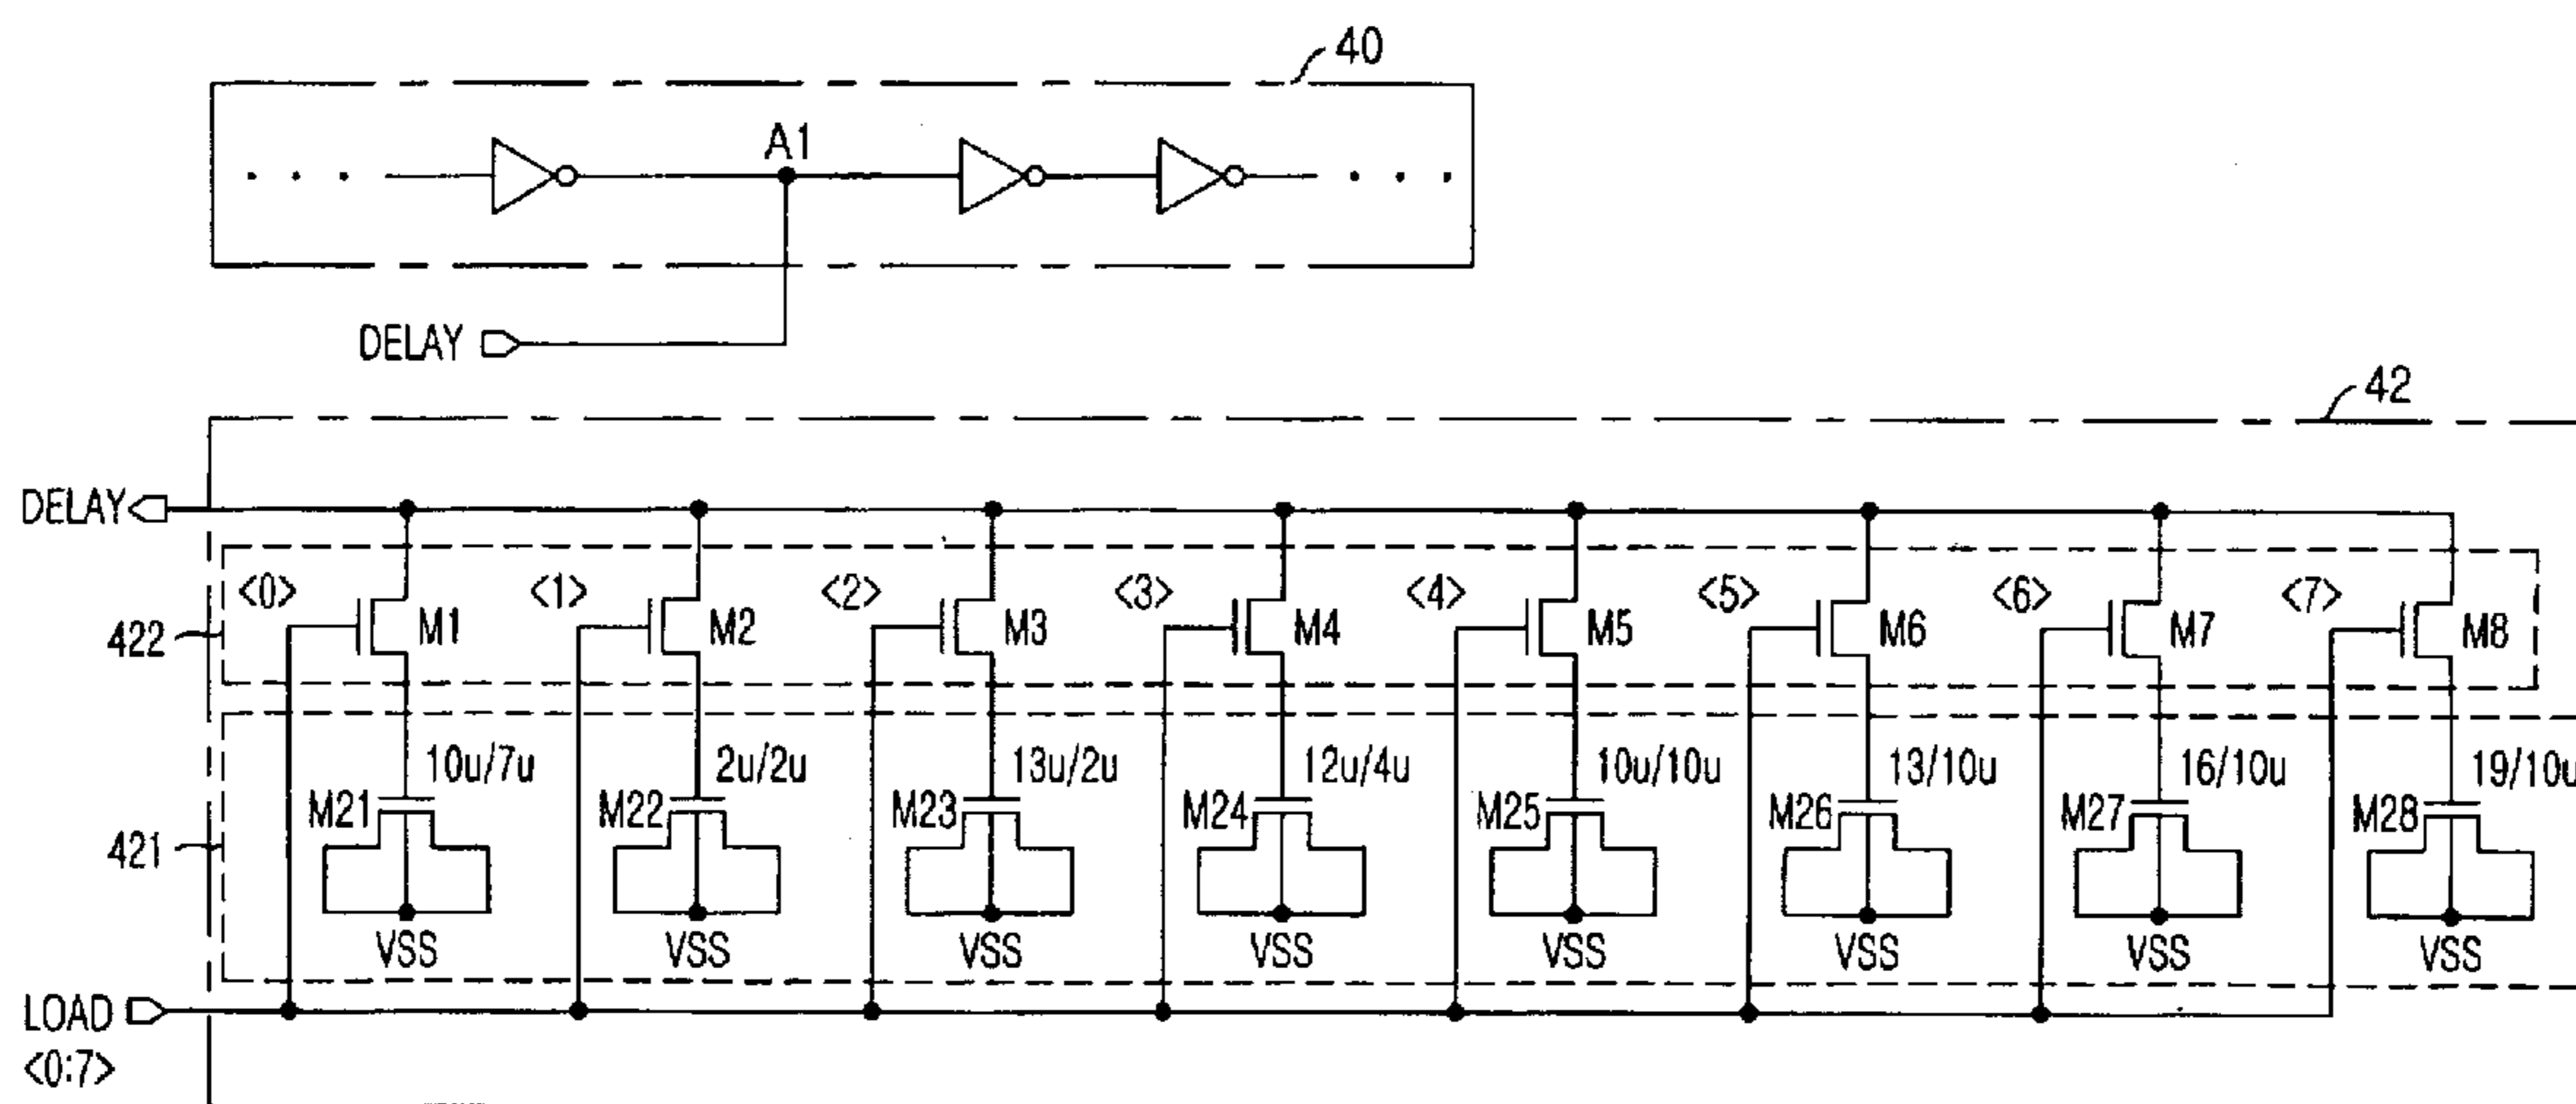 40
A1
DELAY
42
DELAY
<0> <1> <2> <3> <4> <5> <6> <7>
422 M1 M2 M3 M4 M5 M6 M7 M8
10u/7u 2u/2u 13u/2u 12u/4u 10u/10u 13/10u 16/10u 19/10u
M21 M22 M23 M24 M25 M26 M27 M28
421
VSS VSS VSS VSS VSS VSS VSS VSS
LOAD
<0:7>